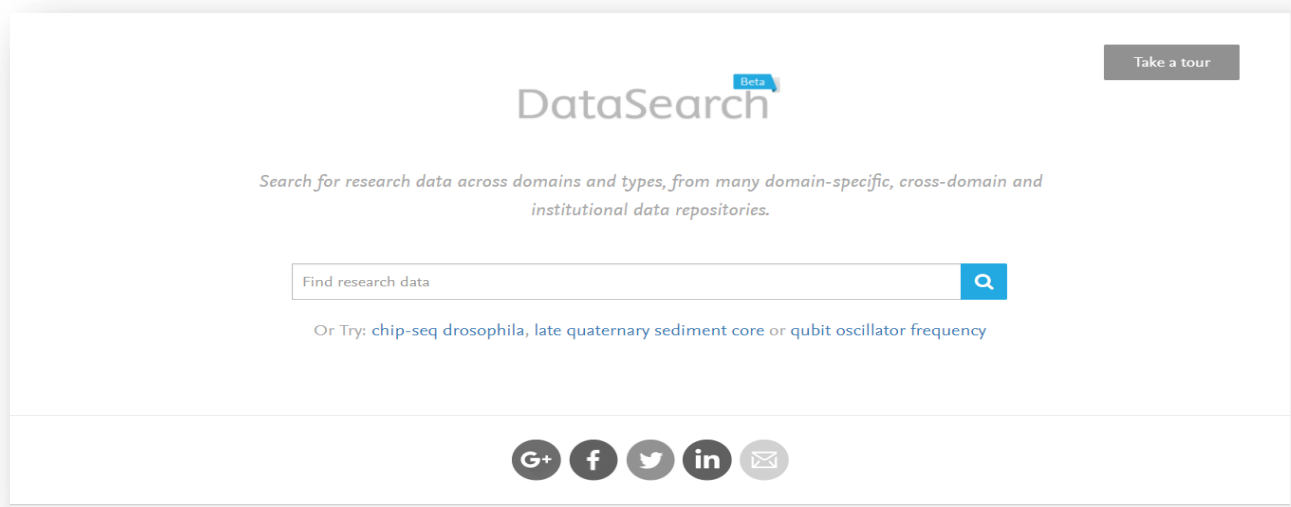 Take a tour
Beta
DataSearch
Search for research data across domains and types, from many domain-specific, cross-domain and
institutional data repositories.
Find research data
Or Try: chip-seq drosophila, late quaternary sediment core or qubit oscillator frequency
G+ f in